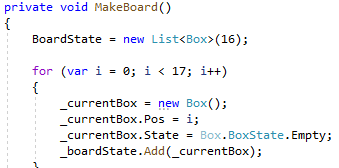 private void MakeBoard()
{
BoardState = new List<Box>(16);
for (var i = 0; i < 17; i++)
{
_currentBox = new Box();
_currentBox.Pos = i;
_currentBox.State = Box.BoxState.Empty;
_boardState.Add(_currentBox);
}